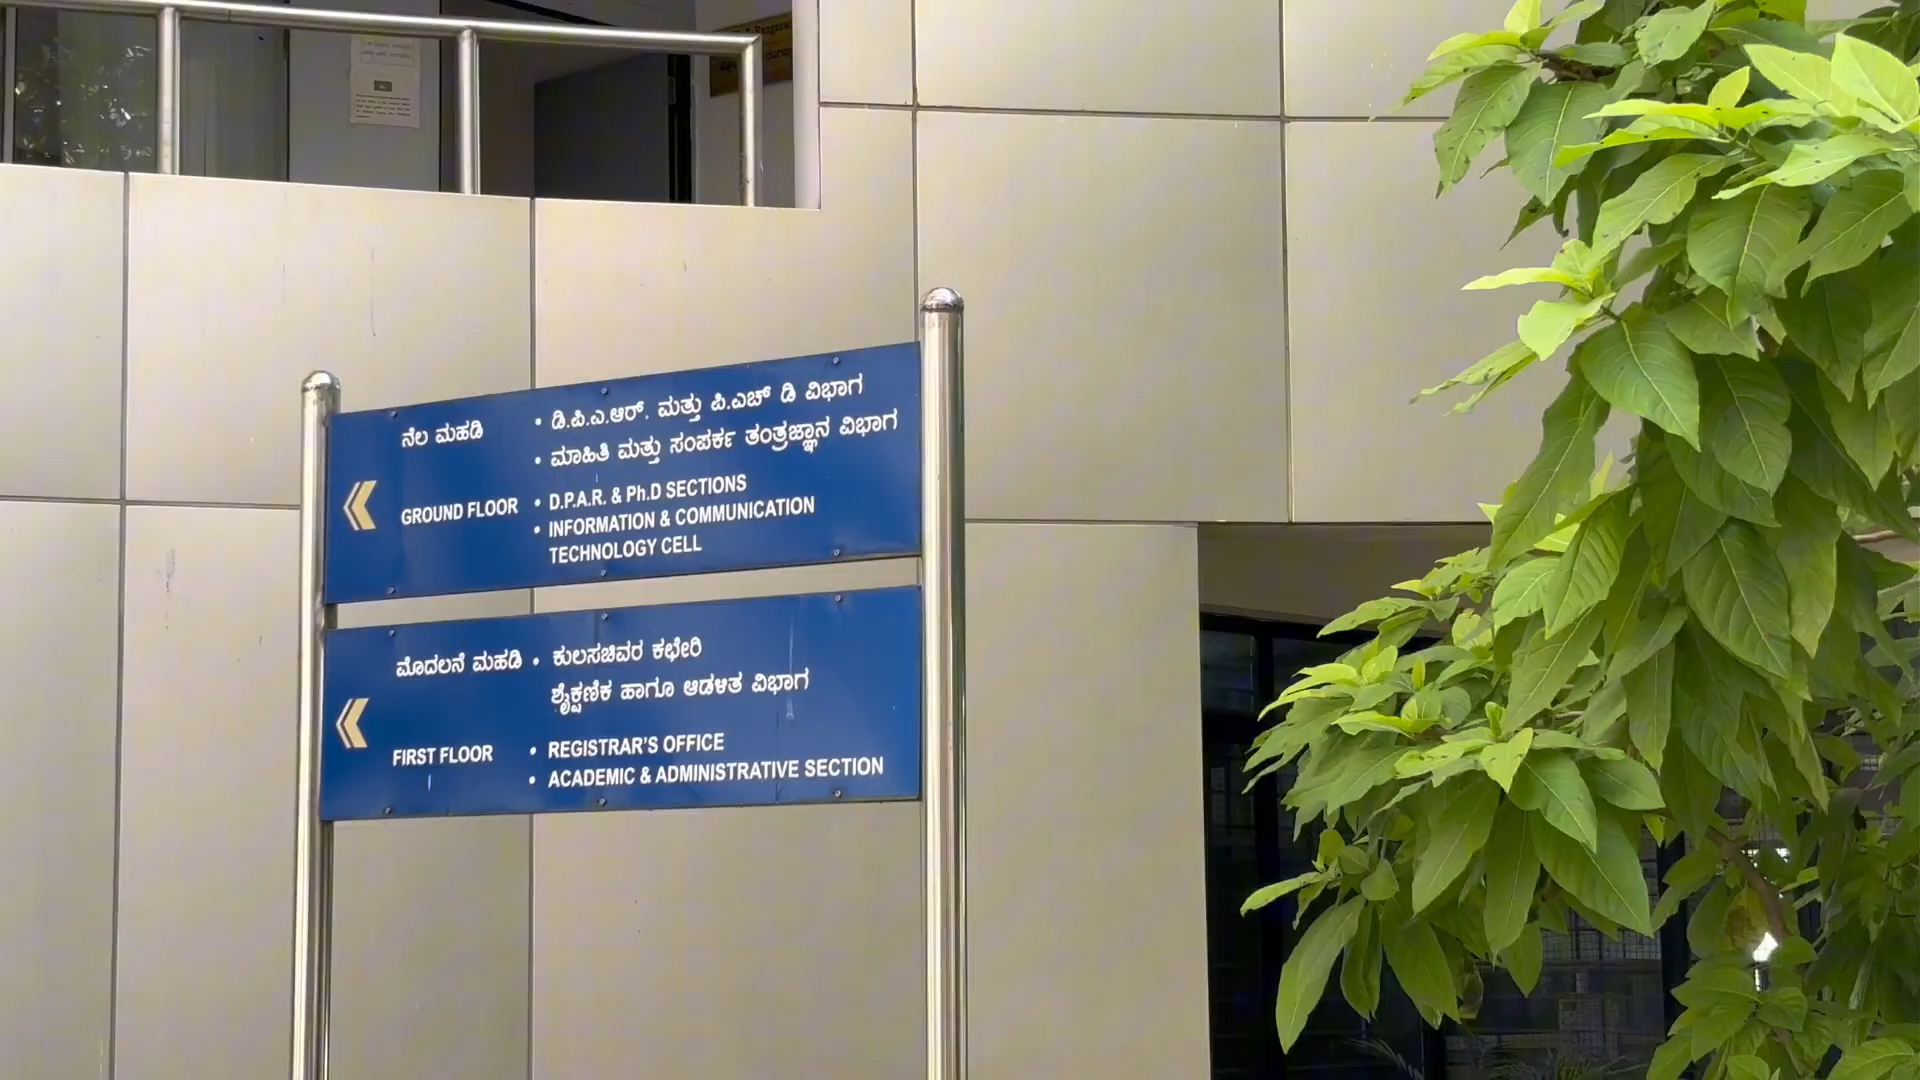 ನೆಲ ಮಹಡಿ
• ಡಿ.ಪಿ.ಎ.ಆರ್. ಮತ್ತು ಪಿ.ಎಚ್ ಡಿ ವಿಭಾಗ
• ಮಾಹಿತಿ ಮತ್ತು ಸಂಪರ್ಕ ತಂತ್ರಜ್ಞಾನ ವಿಭಾಗ
GROUND FLOOR
• D.P.A.R. & Ph.D SECTIONS
• INFORMATION & COMMUNICATION
TECHNOLOGY CELL
ಮೊದಲನೆ ಮಹಡಿ
• ಕುಲಸಚಿವರ ಕಛೇರಿ
ಶೈಕ್ಷಣಿಕ ಹಾಗೂ ಆಡಳಿತ ವಿಭಾಗ
FIRST FLOOR
• REGISTRAR'S OFFICE
• ACADEMIC & ADMINISTRATIVE SECTION